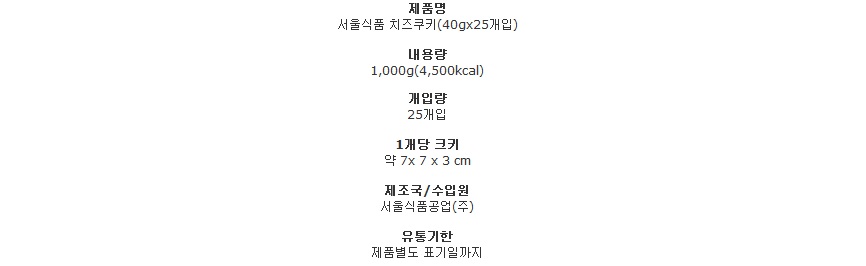 제품명
서울식품 치즈쿠키(40gx25개입)
내용량
1,000g(4,500kcal)
개입량
25개입
1개당 크키
약 7x 7 x 3 cm
제조국/수입원
서울식품공업(주)
유통기한
제품별도 표기일까지